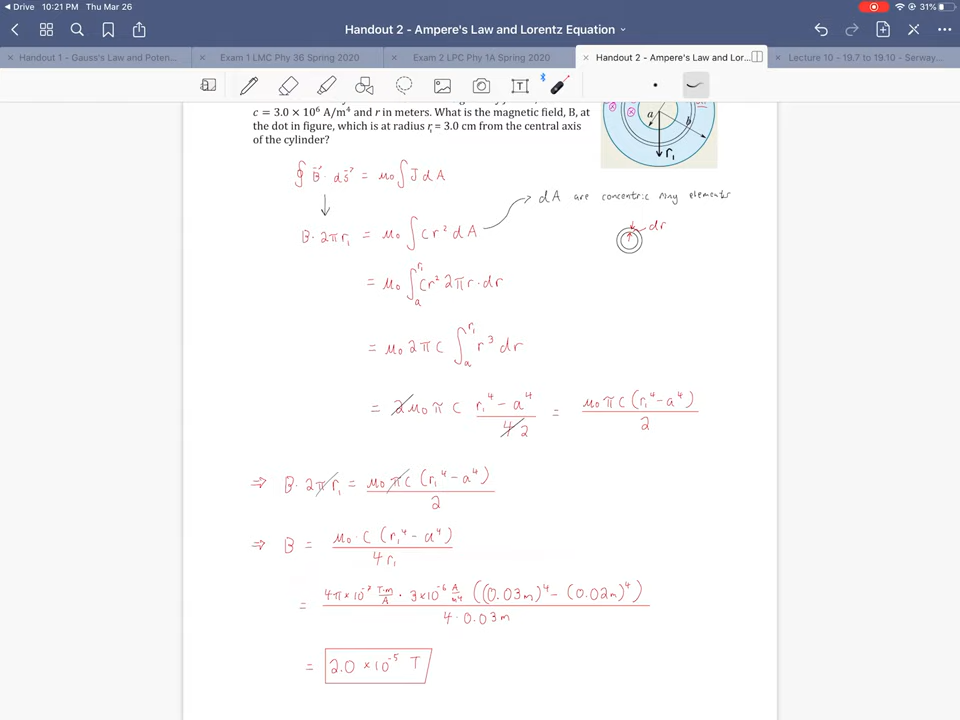 Drive 10:21 PM Thu Mar 26 31%
Handout 2 - Ampere's Law and Lorentz Equation
Handout 1 - Gauss's Law and Poten... Exam 1 LMC Phy 36 Spring 2020 Exam 2 LPC Phy 1A Spring 2020 Handout 2 - Ampere's Law and Lor... Lecture 10 - 19.7 to 19.10 - Serway...
c = 3.0 × 10⁶ A/m⁴ and r in meters. What is the magnetic field, B, at
the dot in figure, which is at radius r₁ = 3.0 cm from the central axis
of the cylinder?
a b
r₁
∮ B⃗ · ds⃗ = μ₀ ∫ J dA
dA are concentric ring elements
dr
B · 2πr₁ = μ₀ ∫ cr² dA
= μ₀ ∫ₐ^r₁ cr² 2πr · dr
= μ₀ 2πc ∫ₐ^r₁ r³ dr
= 2μ₀ π c (r₁⁴ - a⁴)/(4 2) = μ₀ π c (r₁⁴ - a⁴)/2
⇒ B · 2πr₁ = μ₀ π c (r₁⁴ - a⁴)/2
⇒ B = μ₀ · c (r₁⁴ - a⁴)/4r₁
= 4π×10⁻⁷ T·m/A · 3×10⁻⁶ A/m⁴ ((0.03m)⁴ - (0.02m)⁴)/4 · 0.03m
= 2.0 × 10⁻⁵ T